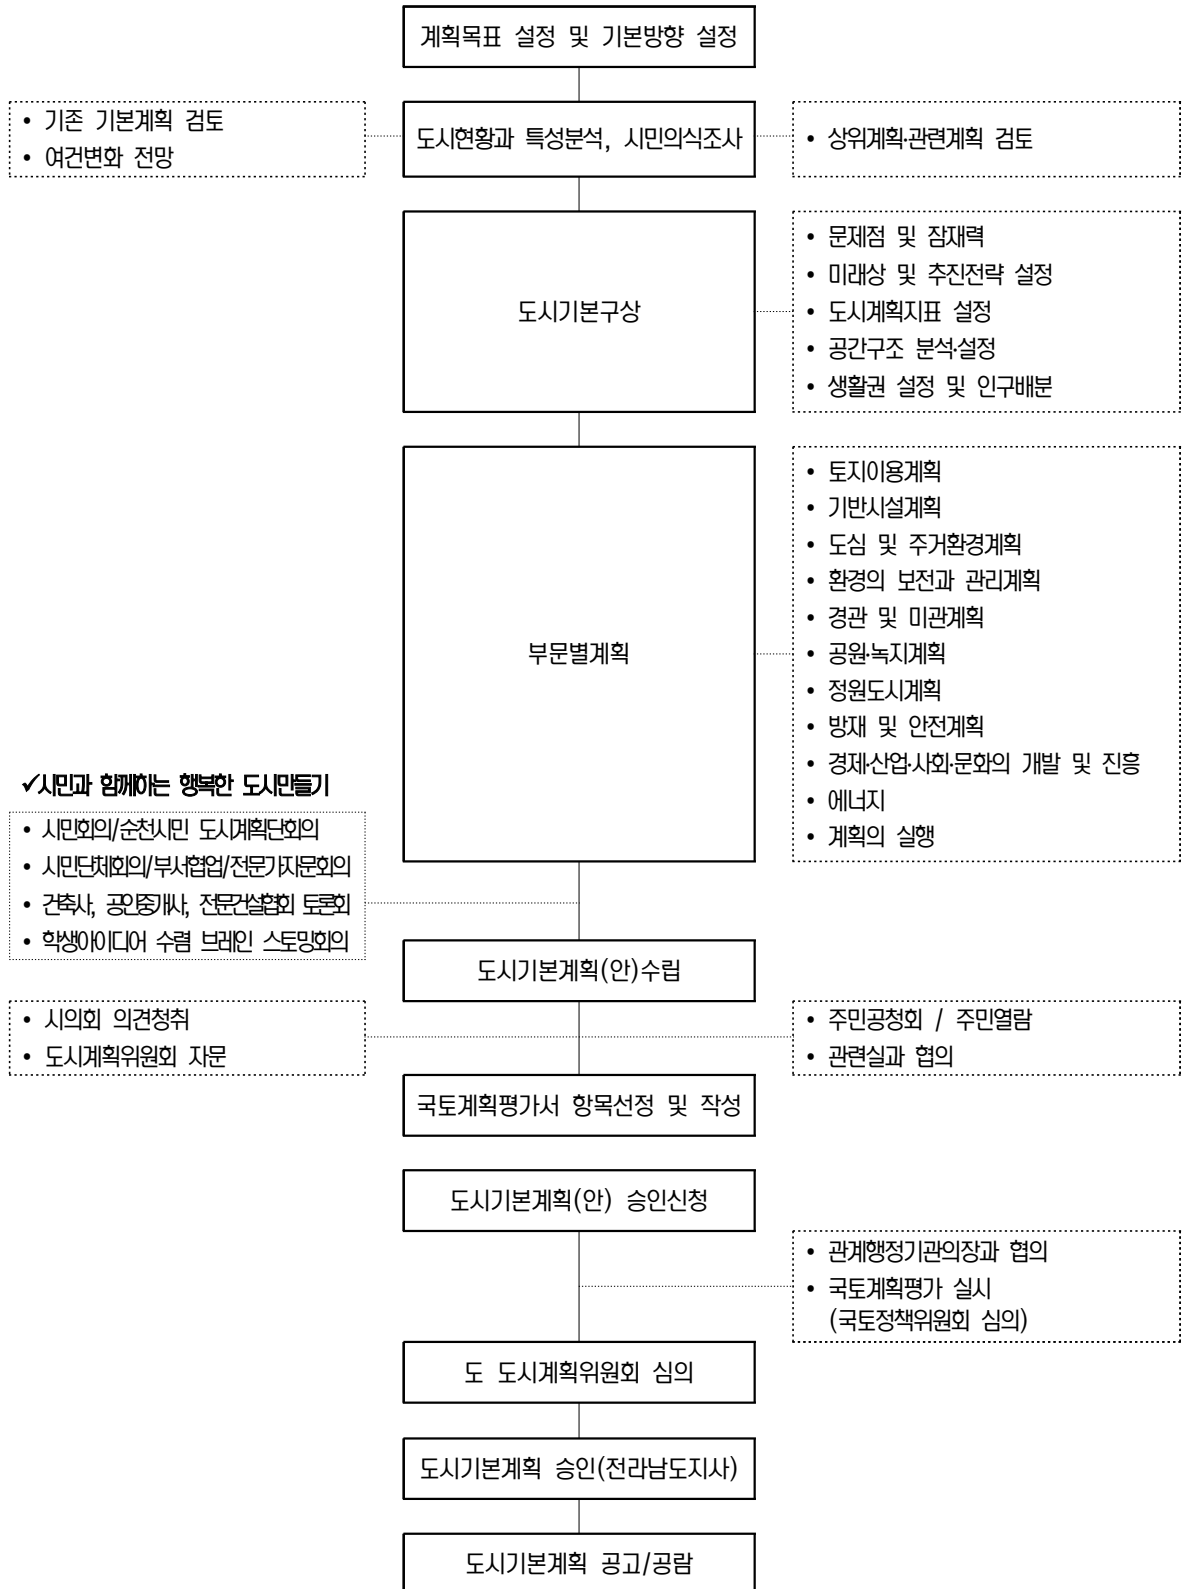 계획목표 설정 및 기본방향 설정
• 기존 기본계획 검토
• 여건변화 전망
도시현황과 특성분석, 시민의식조사
• 상위계획·관련계획 검토
도시기본구상
• 문제점 및 잠재력
• 미래상 및 추진전략 설정
• 도시계획지표 설정
• 공간구조 분석·설정
• 생활권 설정 및 인구배분
부문별계획
• 토지이용계획
• 기반시설계획
• 도심 및 주거환경계획
• 환경의 보전과 관리계획
• 경관 및 미관계획
• 공원·녹지계획
• 정원도시계획
• 방재 및 안전계획
• 경제·산업·사회·문화의 개발 및 진흥
• 에너지
• 계획의 실행
✓시민과 함께하는 행복한 도시만들기
• 시민회의/순천시민 도시계획단회의
• 시민단체회의/부서협업/전문가자문회의
• 건축사, 공인중개사, 전문건설협회 토론회
• 학생아이디어 수렴 브레인 스토밍회의
도시기본계획(안)수립
• 시의회 의견청취
• 도시계획위원회 자문
• 주민공청회 / 주민열람
• 관련실과 협의
국토계획평가서 항목선정 및 작성
도시기본계획(안) 승인신청
• 관계행정기관의장과 협의
• 국토계획평가 실시
(국토정책위원회 심의)
도 도시계획위원회 심의
도시기본계획 승인(전라남도지사)
도시기본계획 공고/공람